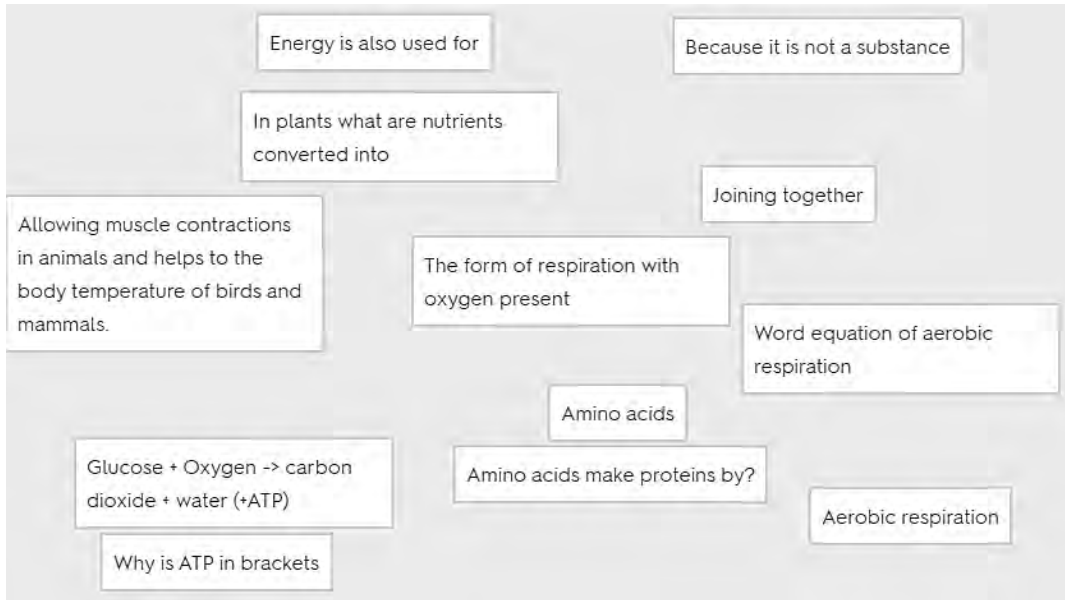 Energy is also used for
Because it is not a substance
In plants what are nutrients
converted into
Joining together
Allowing muscle contractions
in animals and helps to the
body temperature of birds and
mammals.
The form of respiration with
oxygen present
Word equation of aerobic
respiration
Amino acids
Glucose + Oxygen -> carbon
dioxide + water (+ATP)
Amino acids make proteins by?
Aerobic respiration
Why is ATP in brackets